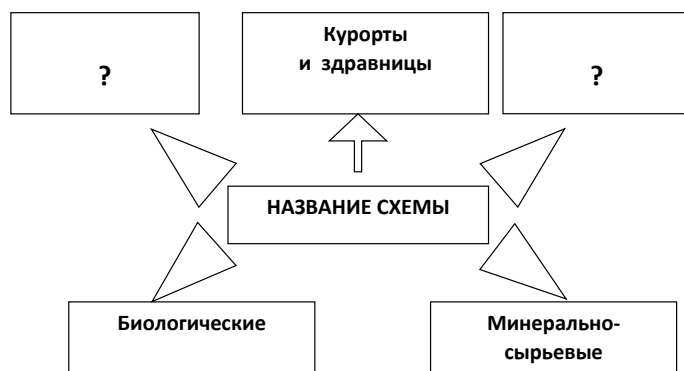 ?
Курорты
и здравницы
?
НАЗВАНИЕ СХЕМЫ
Биологические
Минерально-
сырьевые